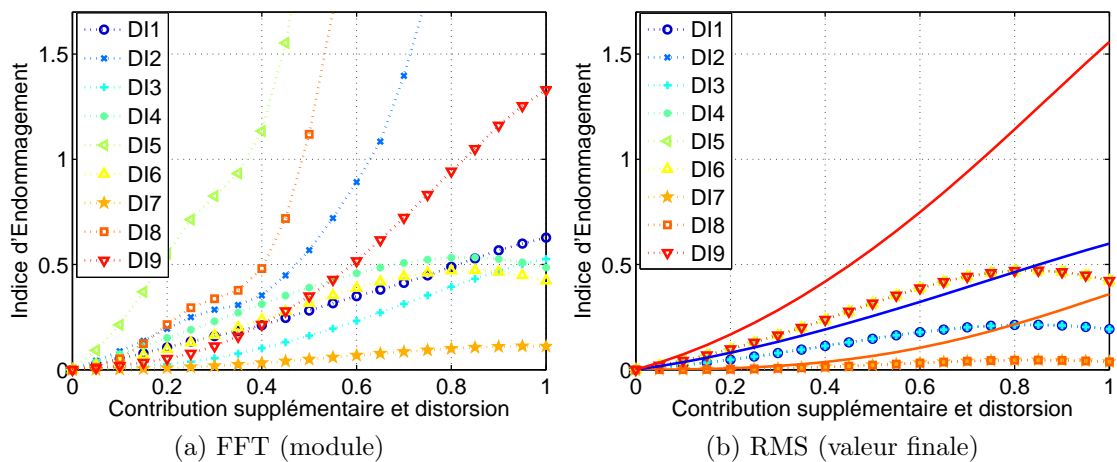 1.5
1
0.5
0
Indice d'Endommagement
DI1
DI2
DI3
DI4
DI5
DI6
DI7
DI8
DI9
0 0.2 0.4 0.6 0.8 1
Contribution supplémentaire et distorsion
(a) FFT (module)
1.5
1
0.5
0
Indice d'Endommagement
DI1
DI2
DI3
DI4
DI5
DI6
DI7
DI8
DI9
0 0.2 0.4 0.6 0.8 1
Contribution supplémentaire et distorsion
(b) RMS (valeur finale)